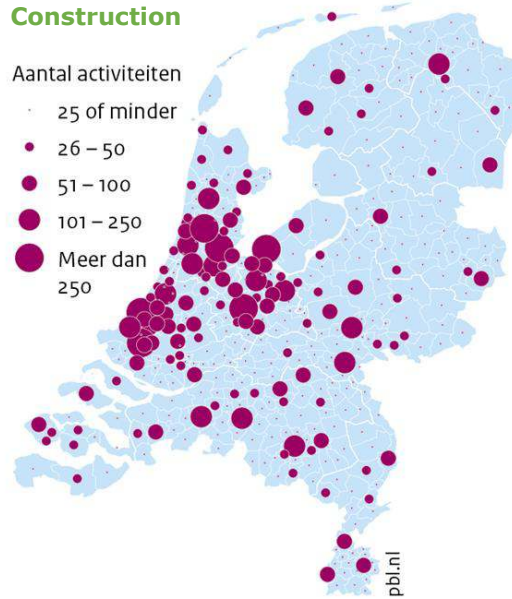 Construction
Aantal activiteiten
25 of minder
26 – 50
51 – 100
101 – 250
Meer dan
250
pbl.nl